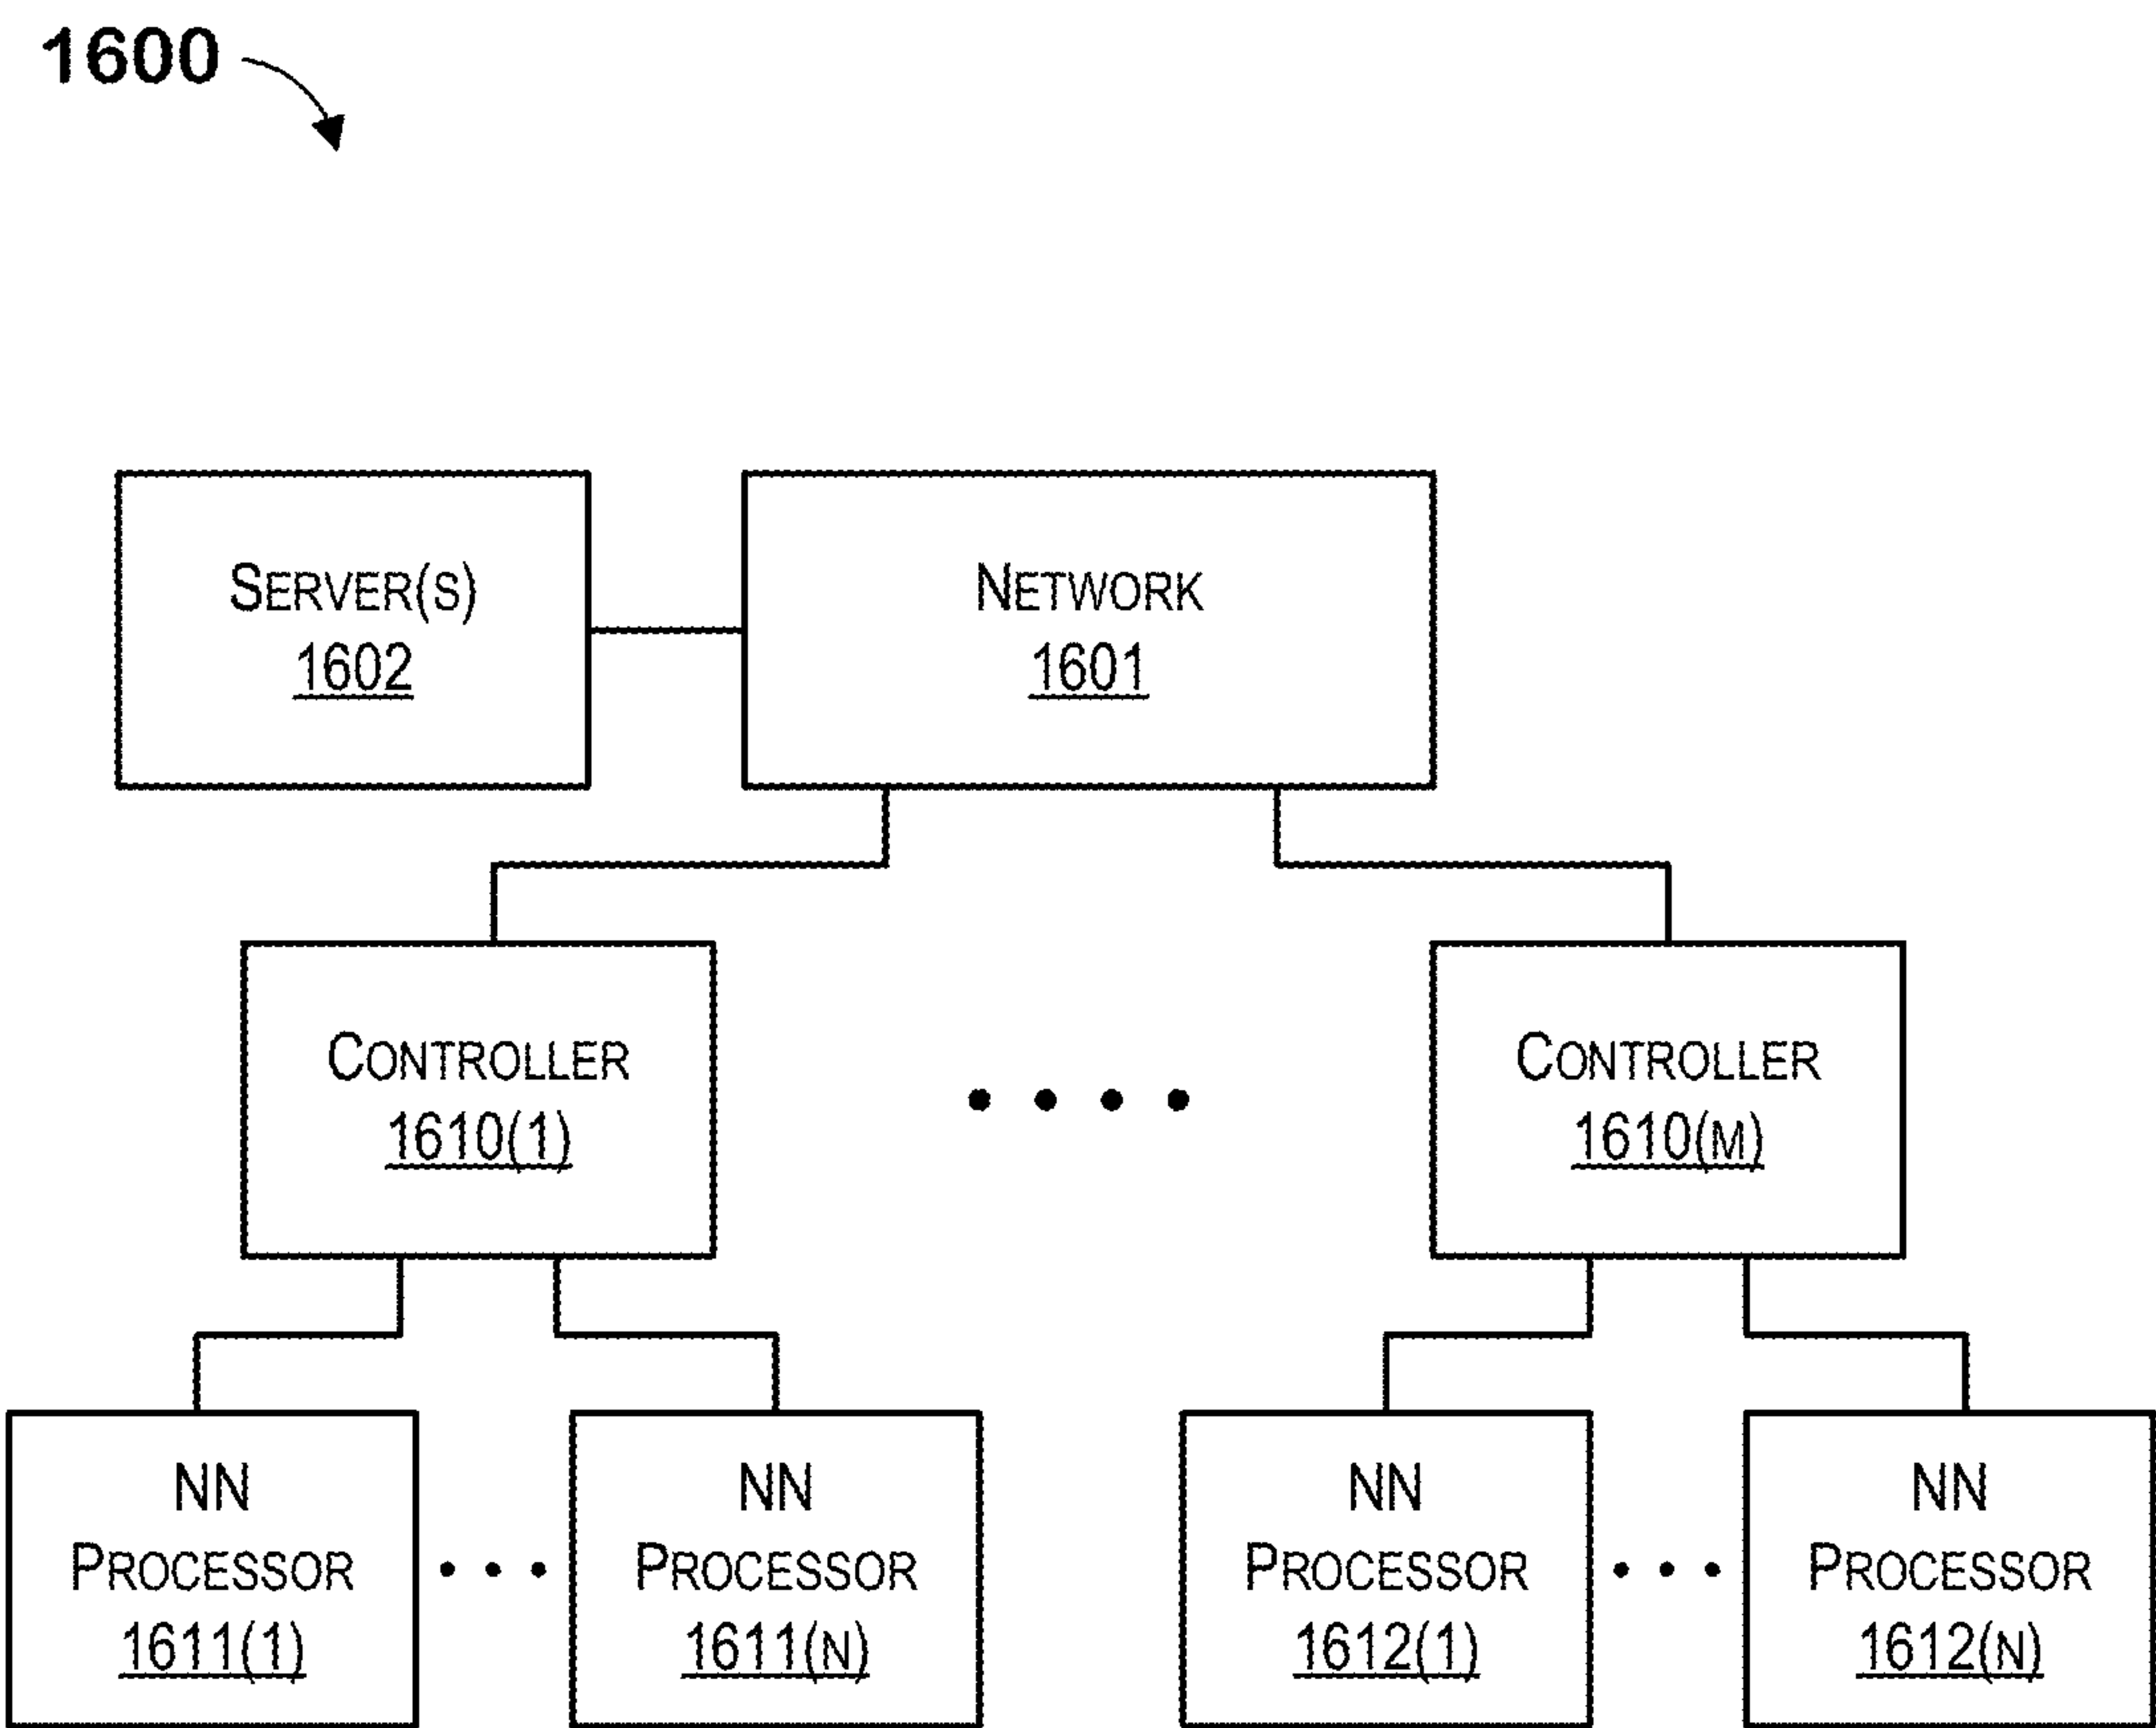 1600
SERVER(S)
1602
NETWORK
1601
CONTROLLER
1610(1)
CONTROLLER
1610(M)
NN
PROCESSOR
1611(1)
NN
PROCESSOR
1611(N)
NN
PROCESSOR
1612(1)
NN
PROCESSOR
1612(N)